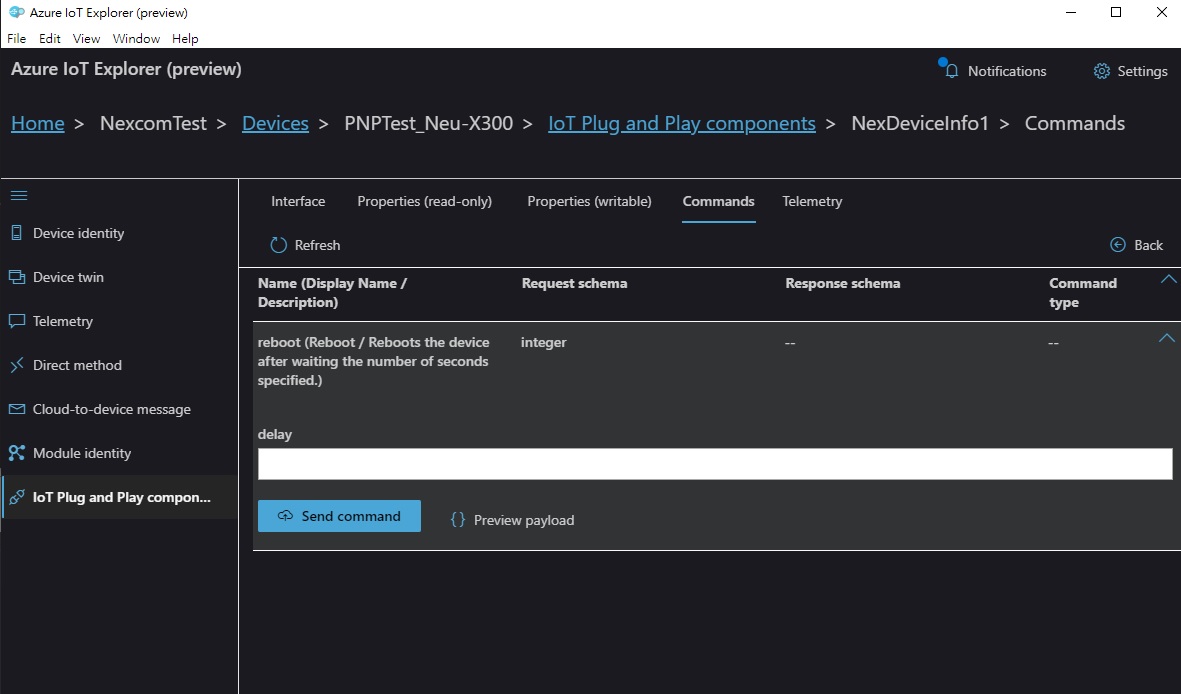 Azure IoT Explorer (preview)
File Edit View Window Help
Azure IoT Explorer (preview)
Notifications
Settings
Home > NexcomTest > Devices > PNPTest_Neu-X300 > IoT Plug and Play components > NexDeviceInfo1 > Commands
Device identity
Device twin
Telemetry
Direct method
Cloud-to-device message
Module identity
IoT Plug and Play compon...
Interface Properties (read-only) Properties (writable) Commands Telemetry
Refresh
Back
Name (Display Name /
Description)
Request schema
Response schema
Command
type
reboot (Reboot / Reboots the device
after waiting the number of seconds
specified.)
integer
--
--
delay
Send command
{} Preview payload